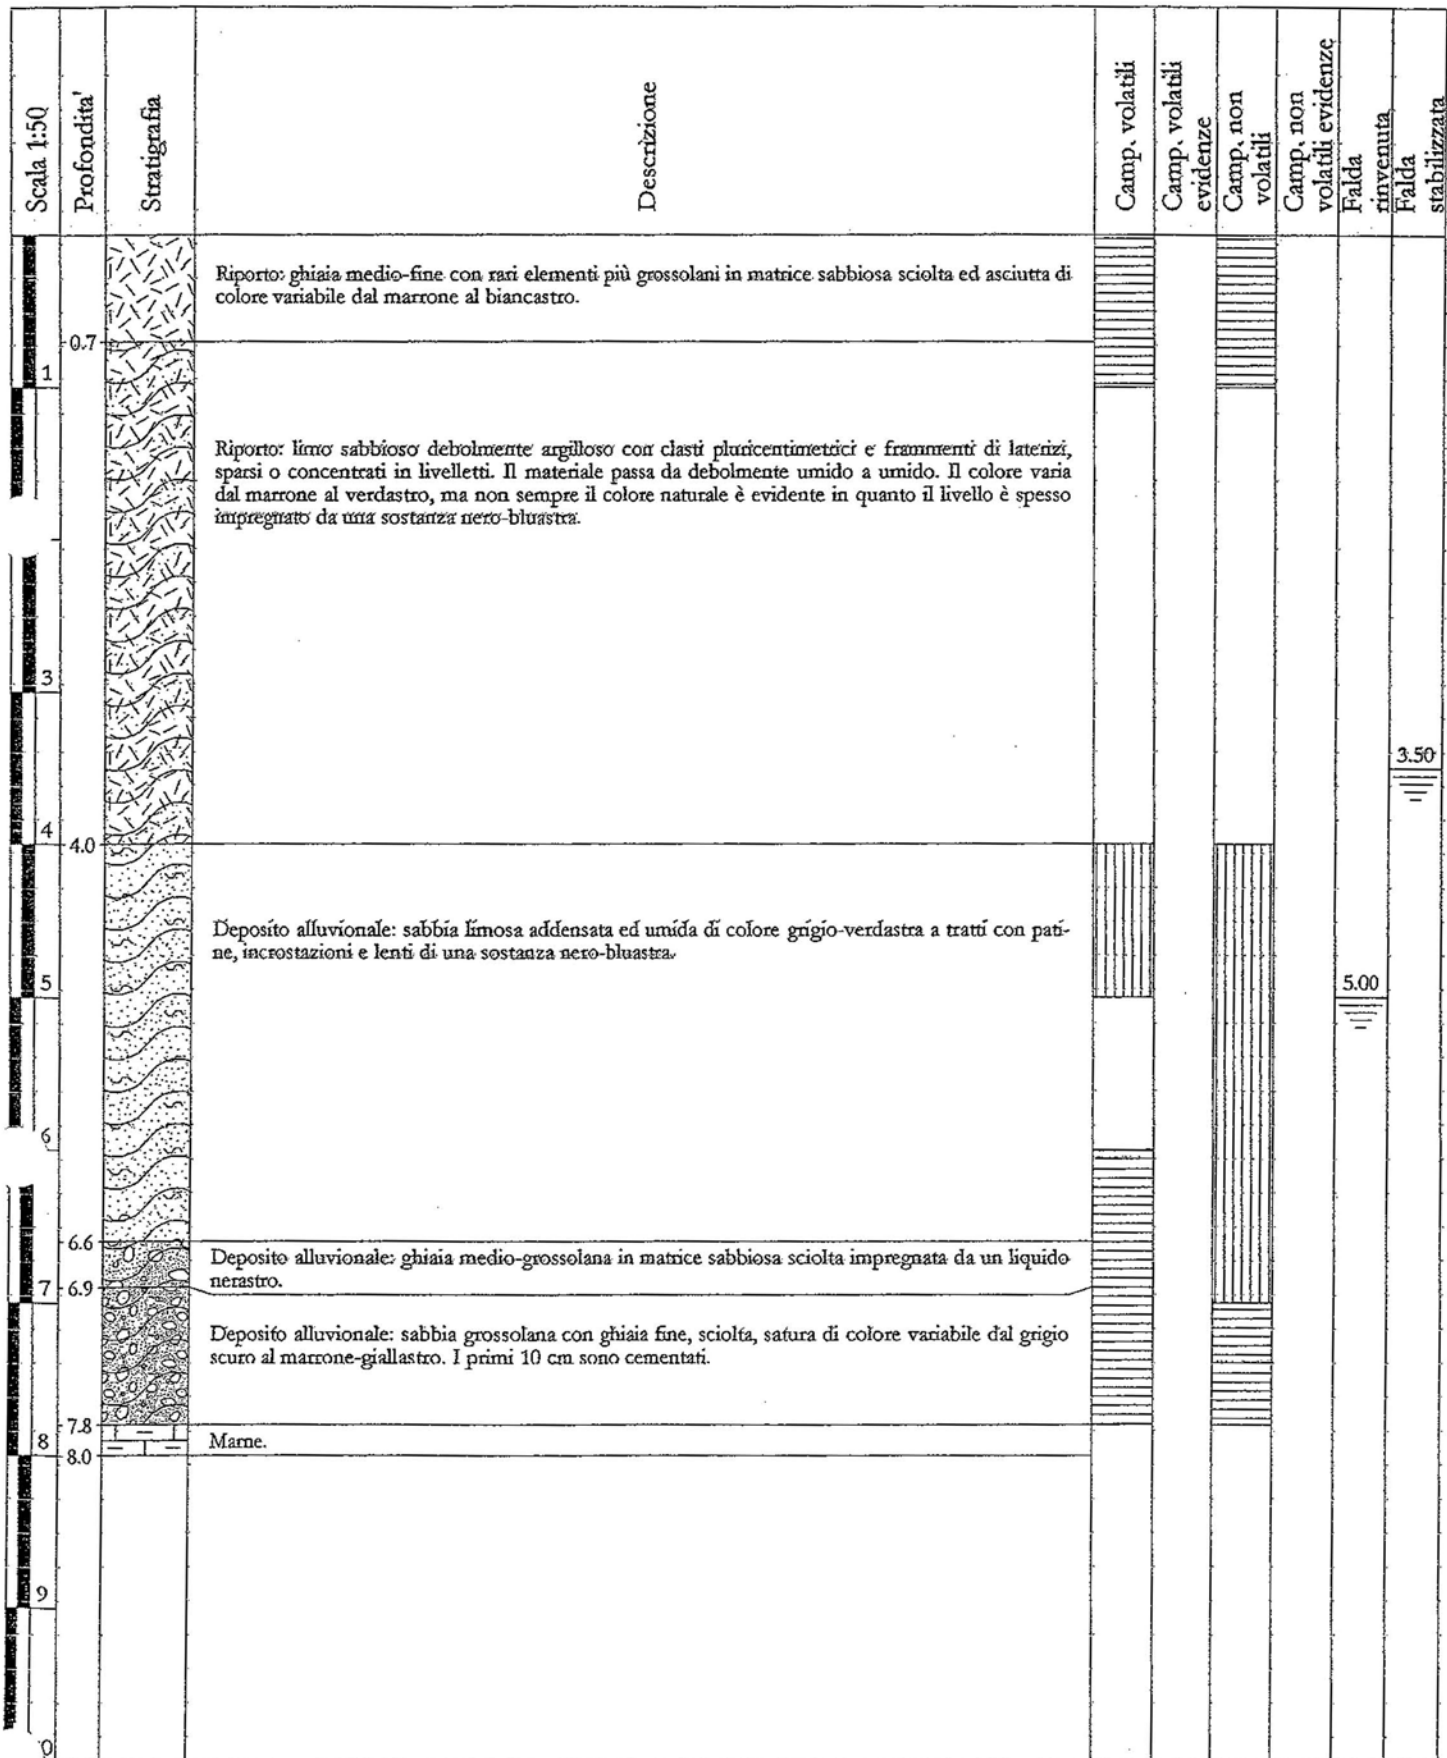 Scala 1:50
Profondita'
Stratigrafia
Descrizione
Camp. volatili
Camp. volatili
evidenze
Camp. non
volatili
Camp. non
volatili evidenze
Falda
rinvenuta
Falda
stabilizzata
Riporto: ghiaia medio-fine con rari elementi più grossolani in matrice sabbiosa sciolta ed asciutta di
colore variabile dal marrone al biancastro.
0.7
1
Riporto: limo sabbioso debolmente argilloso con clasti pluricentimetrici e frammenti di laterizi,
sparsi o concentrati in livelletti. Il materiale passa da debolmente umido a umido. Il colore varia
dal marrone al verdastro, ma non sempre il colore naturale è evidente in quanto il livello è spesso
impregnato da una sostanza nero-bluastra.
3
3.50
4
4.0
Deposito alluvionale: sabbia limosa addensata ed umida di colore grigio-verdastra a tratti con pati-
ne, incrostazioni e lenti di una sostanza nero-bluastra.
5
5.00
6
6.6
Deposito alluvionale: ghiaia medio-grossolana in matrice sabbiosa sciolta impregnata da un liquido
nerastro.
7
6.9
Deposito alluvionale: sabbia grossolana con ghiaia fine, sciolta, satura di colore variabile dal grigio
scuro al marrone-giallastro. I primi 10 cm sono cementati.
7.8
Marne.
8
8.0
9
0